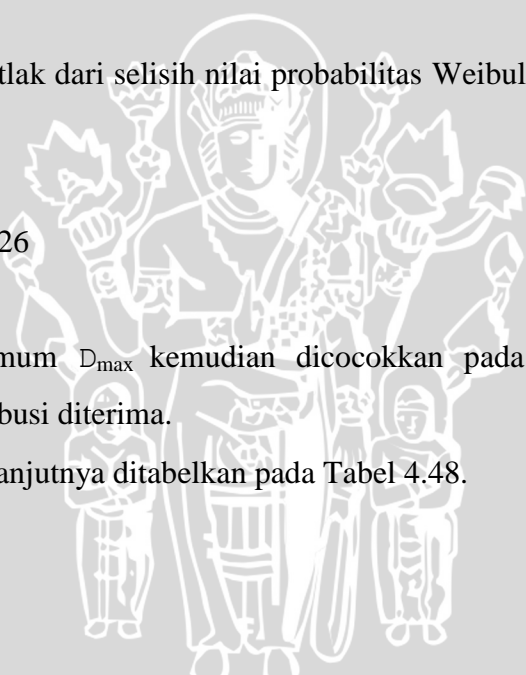 tlak dari selisih nilai probabilitas Weibul
26
mum Dmax kemudian dicocokkan pada
busi diterima.
anjutnya ditabelkan pada Tabel 4.48.